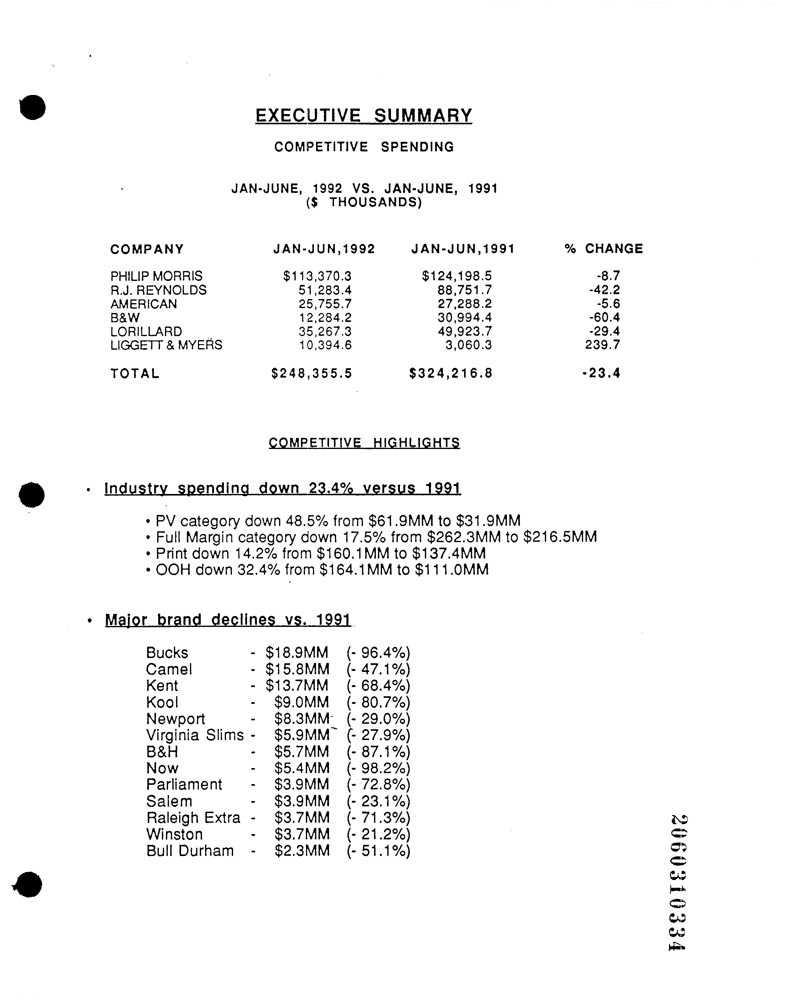 EXECUTIVE SUMMARY
COMPETITIVE SPENDING
JAN-JUNE, 1992 VS. JAN-JUNE, 1991
($ THOUSANDS)
COMPANY JAN-JUN,1992 JAN-JUN,1991 % CHANGE
PHILIP MORRIS $113,370.3 $124,198.5 -8.7
R.J. REYNOLDS 51,283.4 88,751.7 -42.2
AMERICAN 25,755.7 27,288.2 -5.6
B&W 12,284.2 30,994.4 -60.4
LORILLARD 35,267.3 49,923.7 -29.4
LIGGETT & MYERS 10,394.6 3,060.3 239.7
TOTAL $248,355.5 $324,216.8 -23.4
COMPETITIVE HIGHLIGHTS
• Industry spending down 23.4% versus 1991
• PV category down 48.5% from $61.9MM to $31.9MM
• Full Margin category down 17.5% from $262.3MM to $216.5MM
• Print down 14.2% from $160.1MM to $137.4MM
• OOH down 32.4% from $164.1MM to $111.0MM
• Major brand declines vs. 1991
Bucks - $18.9MM (- 96.4%)
Camel - $15.8MM (- 47.1%)
Kent - $13.7MM (- 68.4%)
Kool - $9.0MM (- 80.7%)
Newport - $8.3MM (- 29.0%)
Virginia Slims - $5.9MM (- 27.9%)
B&H - $5.7MM (- 87.1%)
Now - $5.4MM (- 98.2%)
Parliament - $3.9MM (- 72.8%)
Salem - $3.9MM (- 23.1%)
Raleigh Extra - $3.7MM (- 71.3%)
Winston - $3.7MM (- 21.2%)
Bull Durham - $2.3MM (- 51.1%)
2060310334